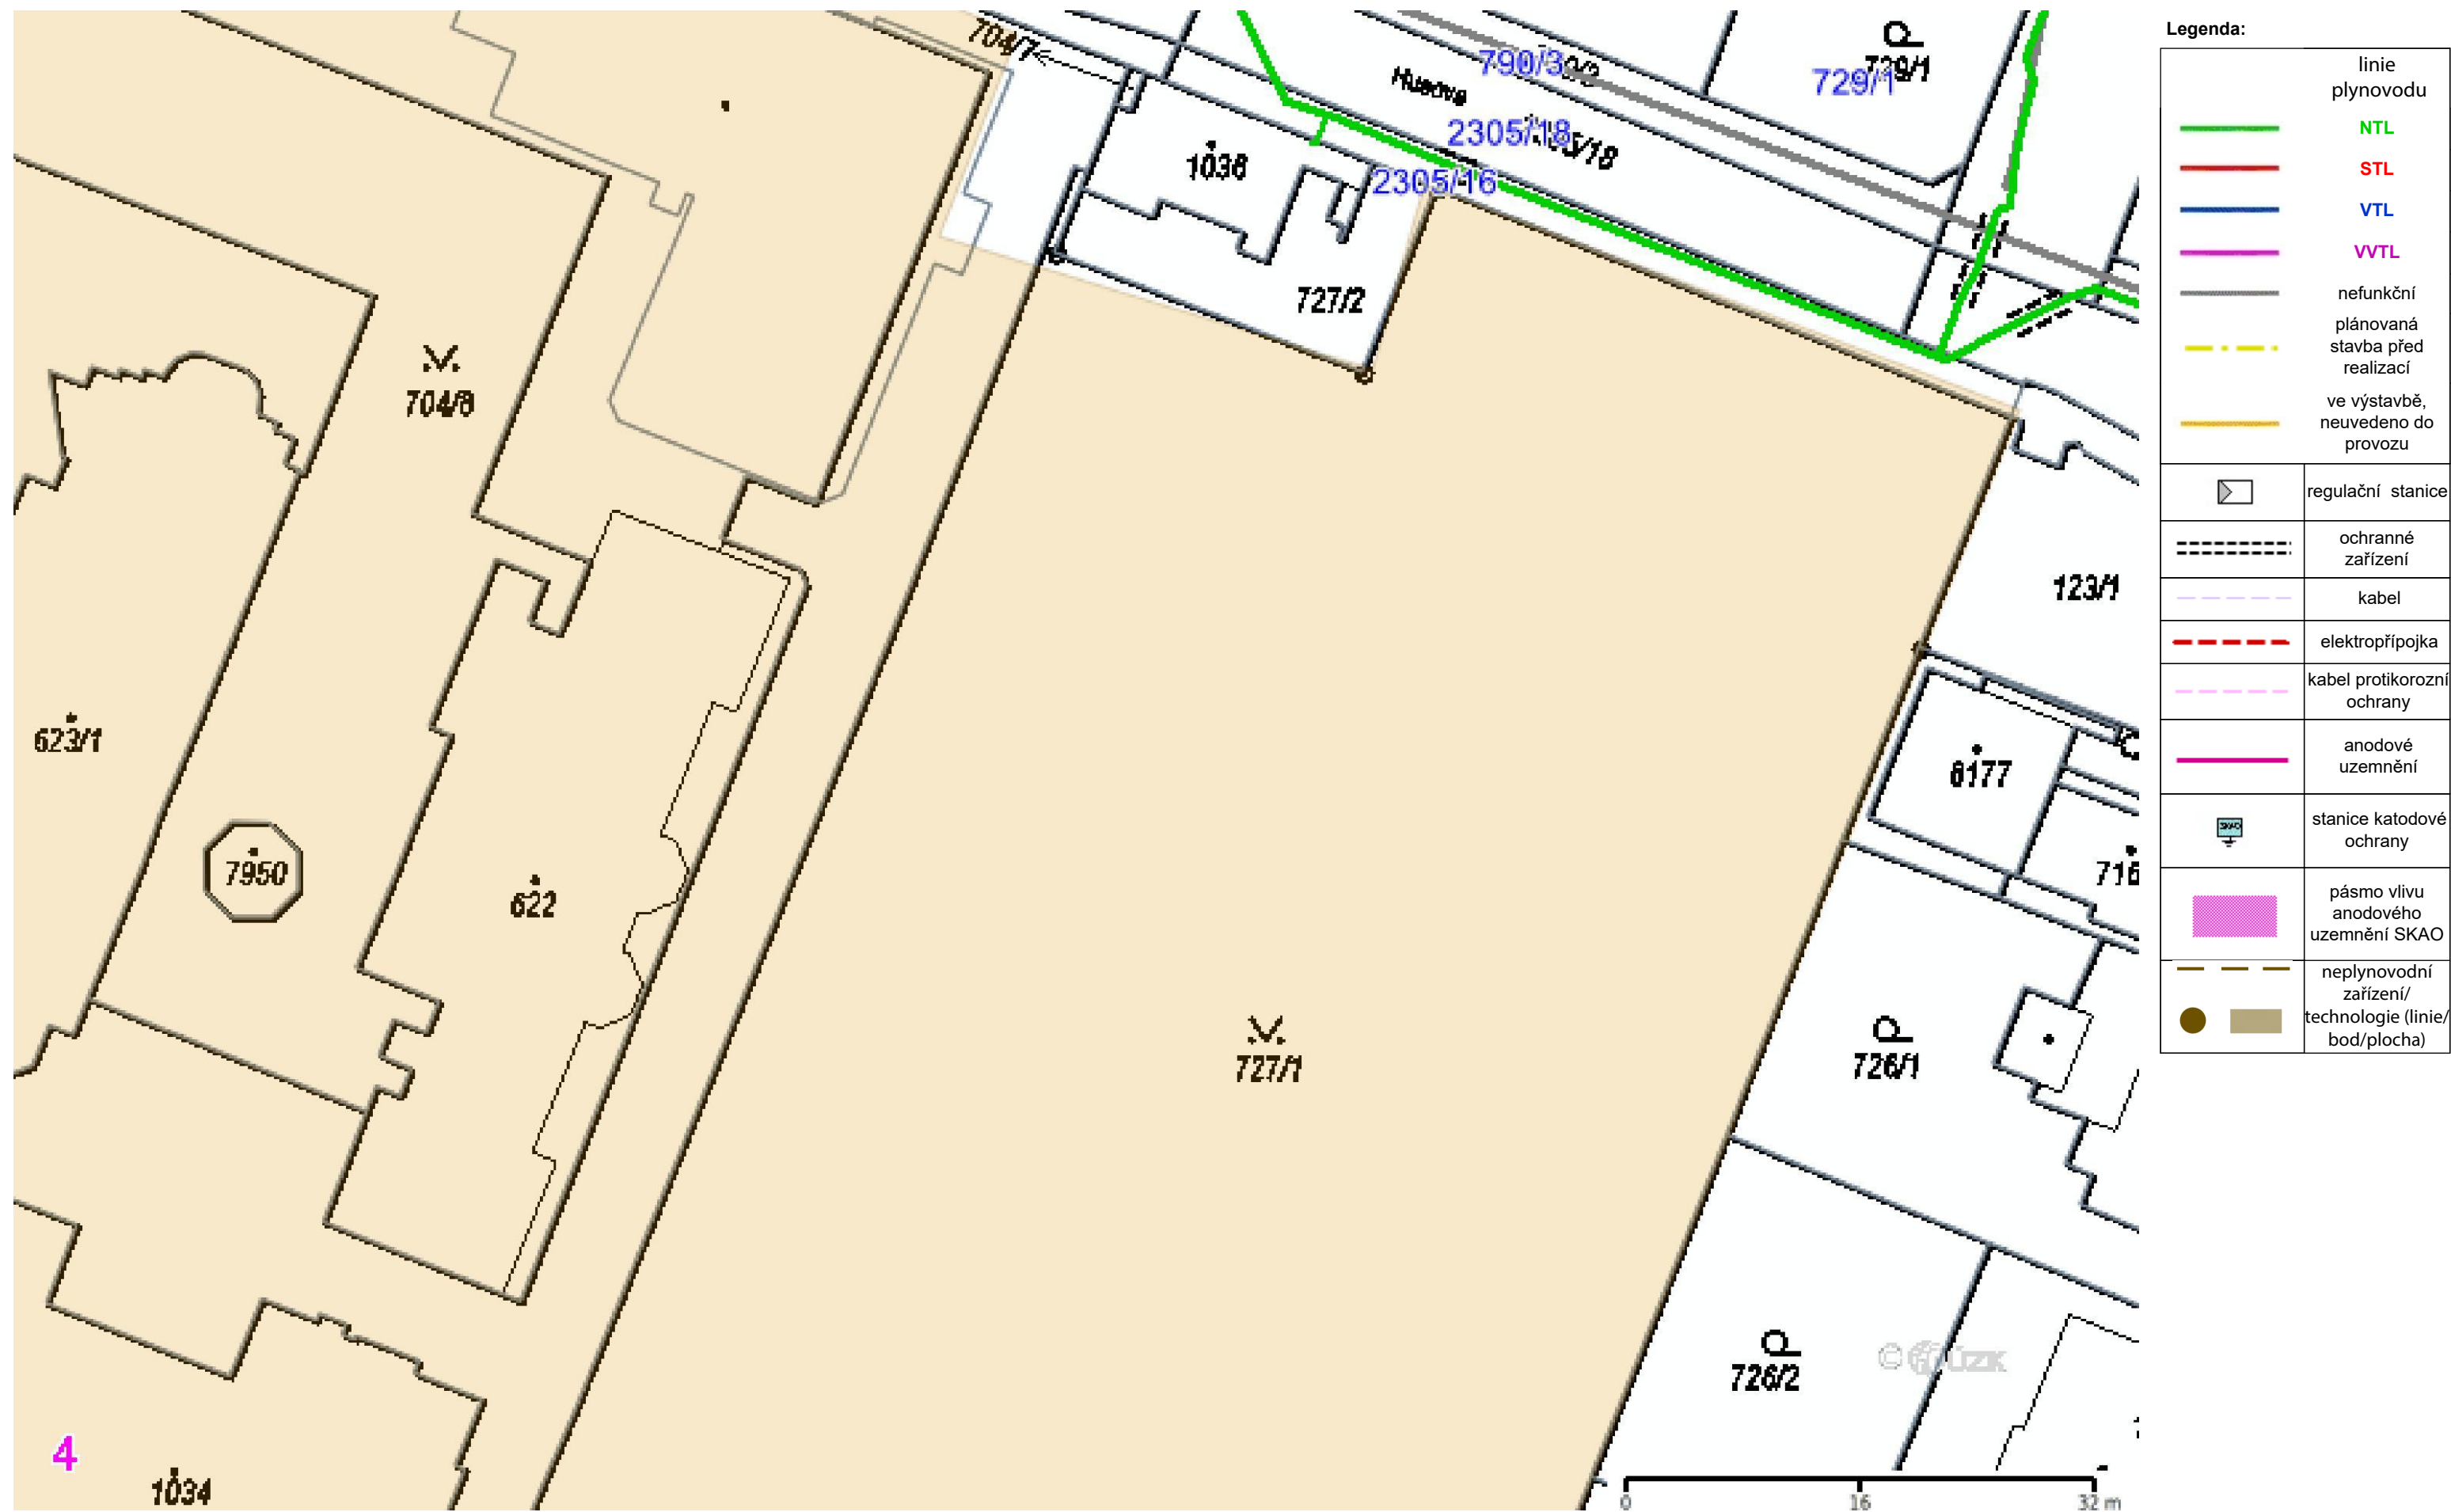 704/7
Husova
790/3
729/1
729/1
2305/18
2305/16
1036
727/2
704/8
123/1
623/1
6177
716
7950
622
727/1
726/1
726/2
4
1034
0 16 32 m
Legenda:
linie
plynovodu
NTL
STL
VTL
VVTL
nefunkční
plánovaná
stavba před
realizací
ve výstavbě,
neuvedeno do
provozu
regulační stanice
ochranné
zařízení
kabel
elektropřípojka
kabel protikorozní
ochrany
anodové
uzemnění
SKAO
stanice katodové
ochrany
pásmo vlivu
anodového
uzemnění SKAO
neplynovodní
zařízení/
technologie (linie/
bod/plocha)